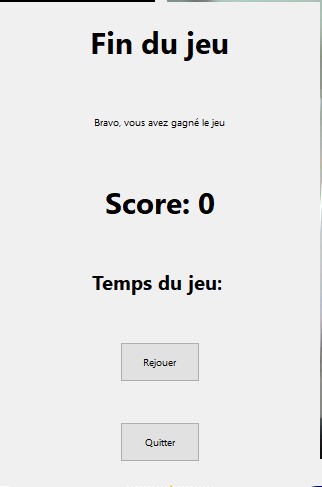 Fin du jeu
Bravo, vous avez gagné le jeu
Score: 0
Temps du jeu:
Rejouer
Quitter